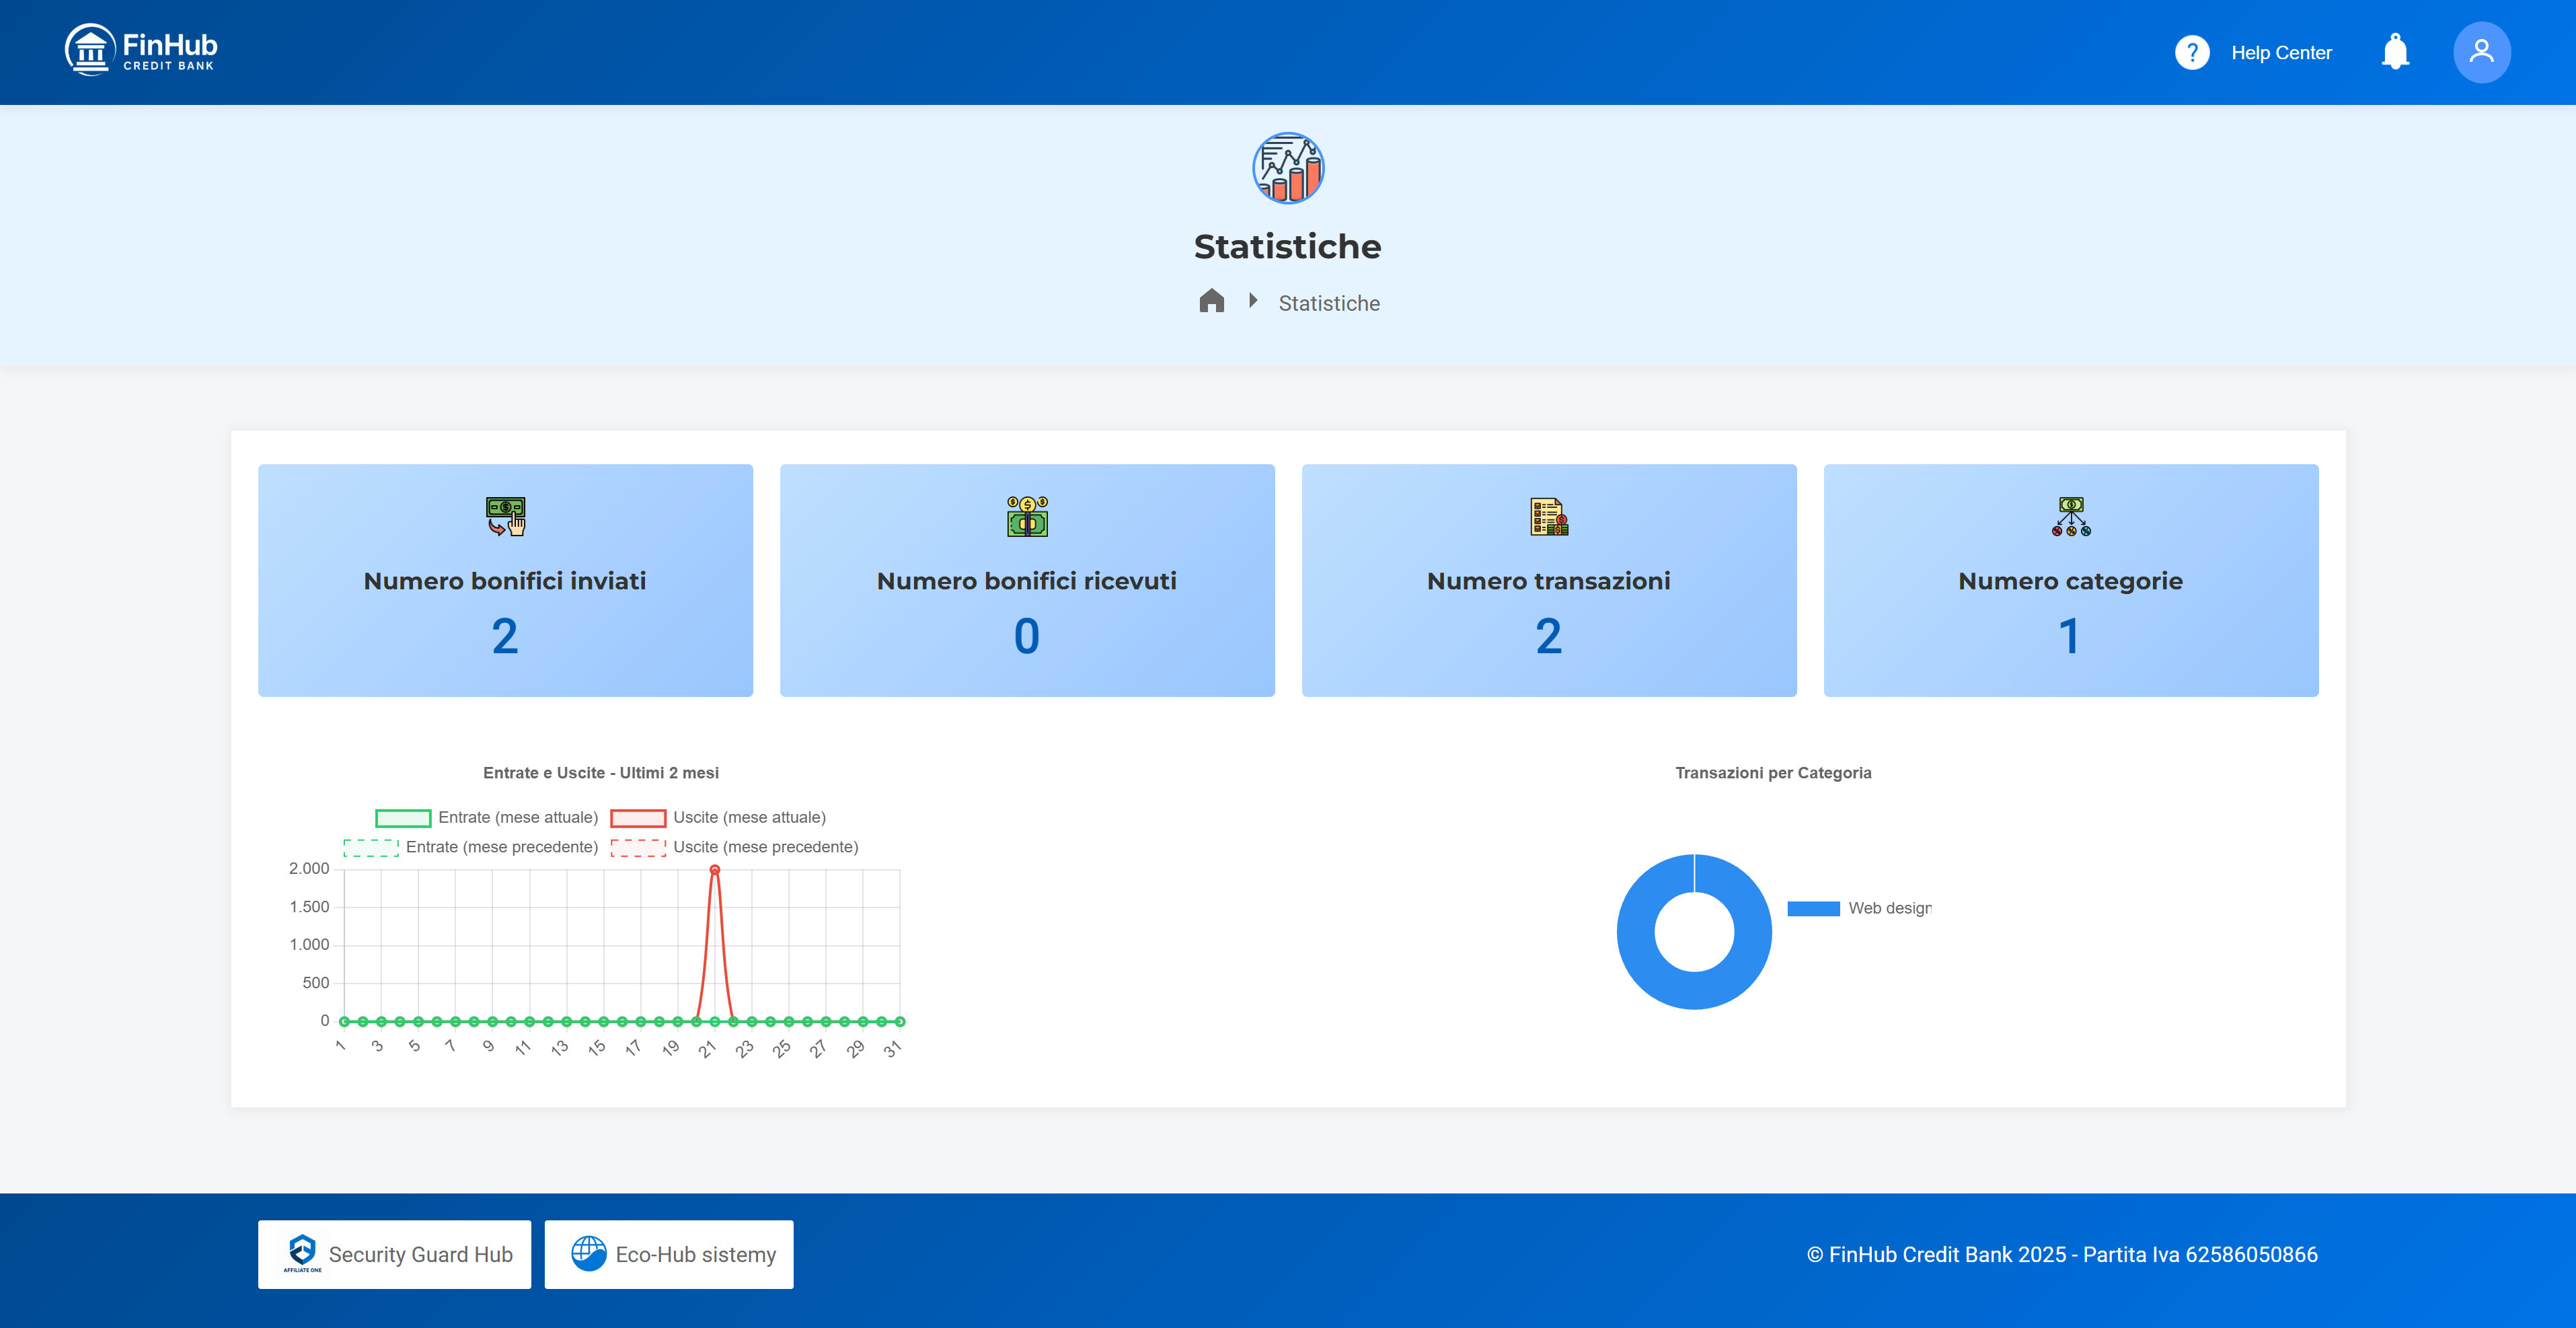 FinHub
CREDIT BANK
? Help Center
Statistiche
Statistiche
Numero bonifici inviati
2
Numero bonifici ricevuti
0
Numero transazioni
2
Numero categorie
1
Entrate e Uscite - Ultimi 2 mesi
Entrate (mese attuale) Uscite (mese attuale)
Entrate (mese precedente) Uscite (mese precedente)
2.000
1.500
1.000
500
0
1 3 5 7 9 11 13 15 17 19 21 23 25 27 29 31
Transazioni per Categoria
Web design
AFFILIATE ONE
Security Guard Hub
Eco-Hub sistemy
© FinHub Credit Bank 2025 - Partita Iva 62586050866